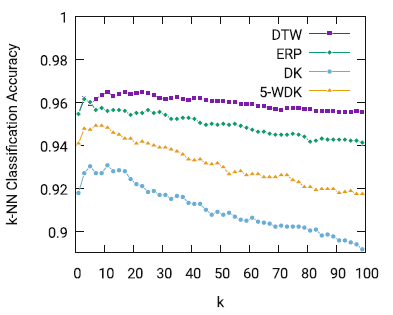 1
0.98
0.96
0.94
0.92
0.9
k-NN Classification Accuracy
DTW
ERP
DK
5-WDK
0 10 20 30 40 50 60 70 80 90 100
k